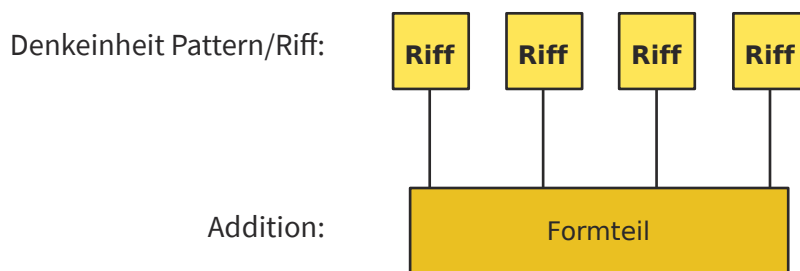 Denkeinheit Pattern/Riff: Riff Riff Riff Riff
Addition: Formteil